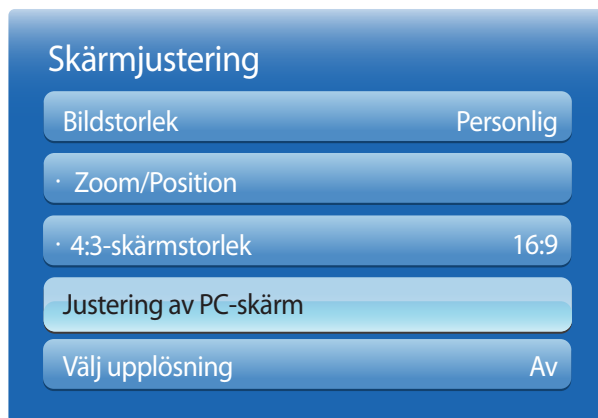 Skärmjustering
Bildstorlek Personlig
· Zoom/Position
· 4:3-skärmstorlek 16:9
Justering av PC-skärm
Välj upplösning Av